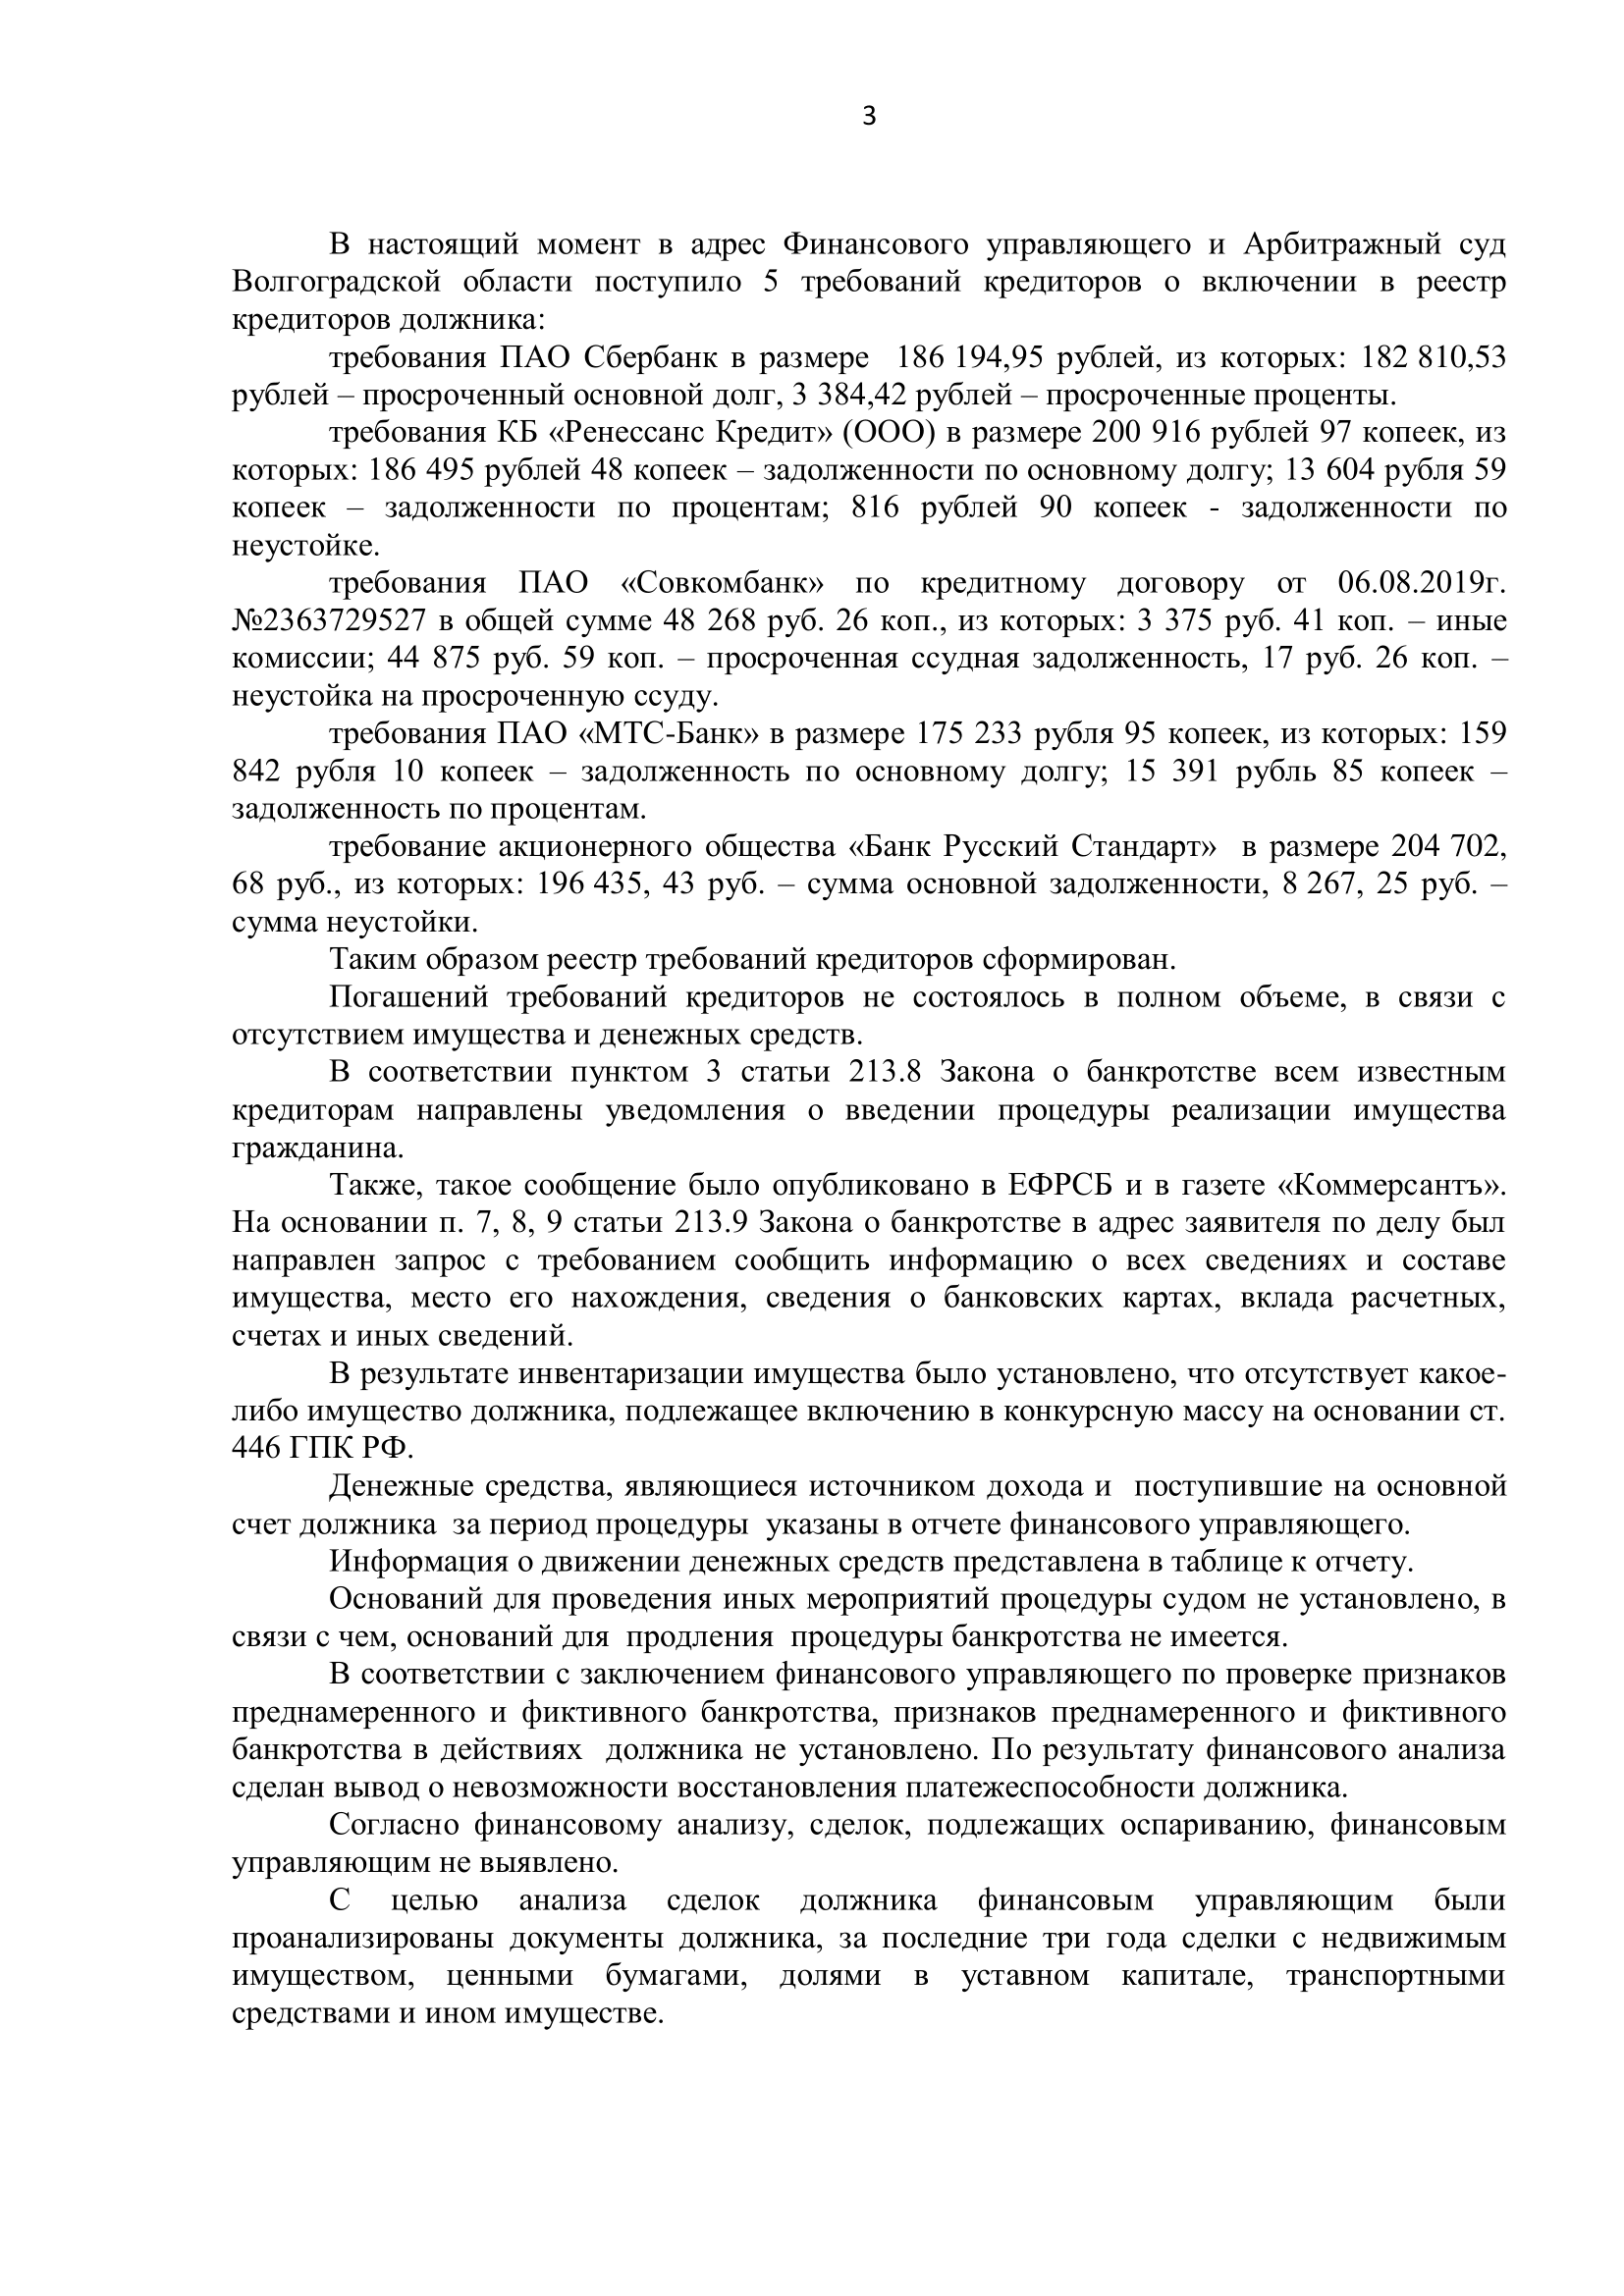 3
В настоящий момент в адрес Финансового управляющего и Арбитражный суд
Волгоградской области поступило 5 требований кредиторов о включении в реестр
кредиторов должника:
требования ПАО Сбербанк в размере 186 194,95 рублей, из которых: 182 810,53
рублей – просроченный основной долг, 3 384,42 рублей – просроченные проценты.
требования КБ «Ренессанс Кредит» (ООО) в размере 200 916 рублей 97 копеек, из
которых: 186 495 рублей 48 копеек – задолженности по основному долгу; 13 604 рубля 59
копеек – задолженности по процентам; 816 рублей 90 копеек - задолженности по
неустойке.
требования ПАО «Совкомбанк» по кредитному договору от 06.08.2019г.
№2363729527 в общей сумме 48 268 руб. 26 коп., из которых: 3 375 руб. 41 коп. – иные
комиссии; 44 875 руб. 59 коп. – просроченная ссудная задолженность, 17 руб. 26 коп. –
неустойка на просроченную ссуду.
требования ПАО «МТС-Банк» в размере 175 233 рубля 95 копеек, из которых: 159
842 рубля 10 копеек – задолженность по основному долгу; 15 391 рубль 85 копеек –
задолженность по процентам.
требование акционерного общества «Банк Русский Стандарт» в размере 204 702,
68 руб., из которых: 196 435, 43 руб. – сумма основной задолженности, 8 267, 25 руб. –
сумма неустойки.
Таким образом реестр требований кредиторов сформирован.
Погашений требований кредиторов не состоялось в полном объеме, в связи с
отсутствием имущества и денежных средств.
В соответствии пунктом 3 статьи 213.8 Закона о банкротстве всем известным
кредиторам направлены уведомления о введении процедуры реализации имущества
гражданина.
Также, такое сообщение было опубликовано в ЕФРСБ и в газете «Коммерсантъ».
На основании п. 7, 8, 9 статьи 213.9 Закона о банкротстве в адрес заявителя по делу был
направлен запрос с требованием сообщить информацию о всех сведениях и составе
имущества, место его нахождения, сведения о банковских картах, вклада расчетных,
счетах и иных сведений.
В результате инвентаризации имущества было установлено, что отсутствует какое-
либо имущество должника, подлежащее включению в конкурсную массу на основании ст.
446 ГПК РФ.
Денежные средства, являющиеся источником дохода и поступившие на основной
счет должника за период процедуры указаны в отчете финансового управляющего.
Информация о движении денежных средств представлена в таблице к отчету.
Оснований для проведения иных мероприятий процедуры судом не установлено, в
связи с чем, оснований для продления процедуры банкротства не имеется.
В соответствии с заключением финансового управляющего по проверке признаков
преднамеренного и фиктивного банкротства, признаков преднамеренного и фиктивного
банкротства в действиях должника не установлено. По результату финансового анализа
сделан вывод о невозможности восстановления платежеспособности должника.
Согласно финансовому анализу, сделок, подлежащих оспариванию, финансовым
управляющим не выявлено.
С целью анализа сделок должника финансовым управляющим были
проанализированы документы должника, за последние три года сделки с недвижимым
имуществом, ценными бумагами, долями в уставном капитале, транспортными
средствами и ином имуществе.